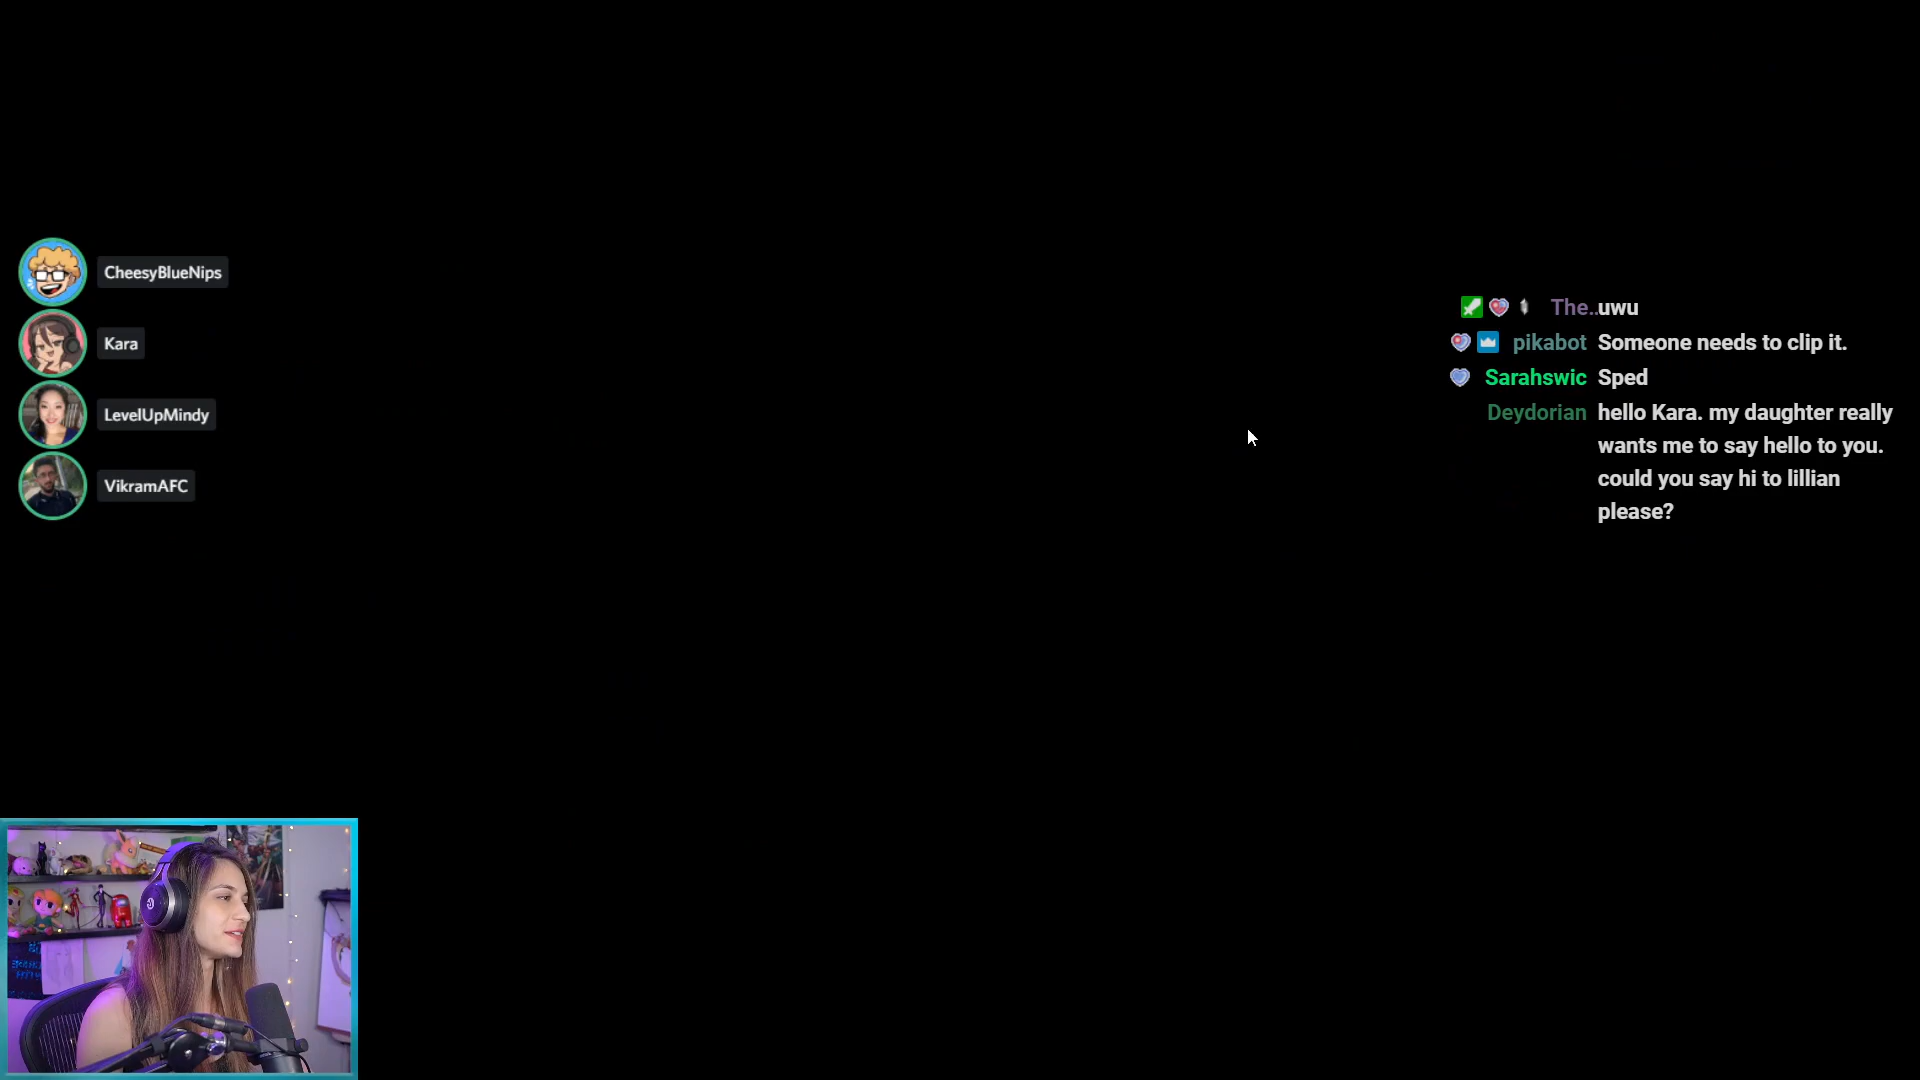 CheesyBlueNips
Kara
LevelUpMindy
VikramAFC
The..uwu
pikabot Someone needs to clip it.
Sarahswic Sped
Deydorian hello Kara. my daughter really
wants me to say hello to you.
could you say hi to lillian
please?